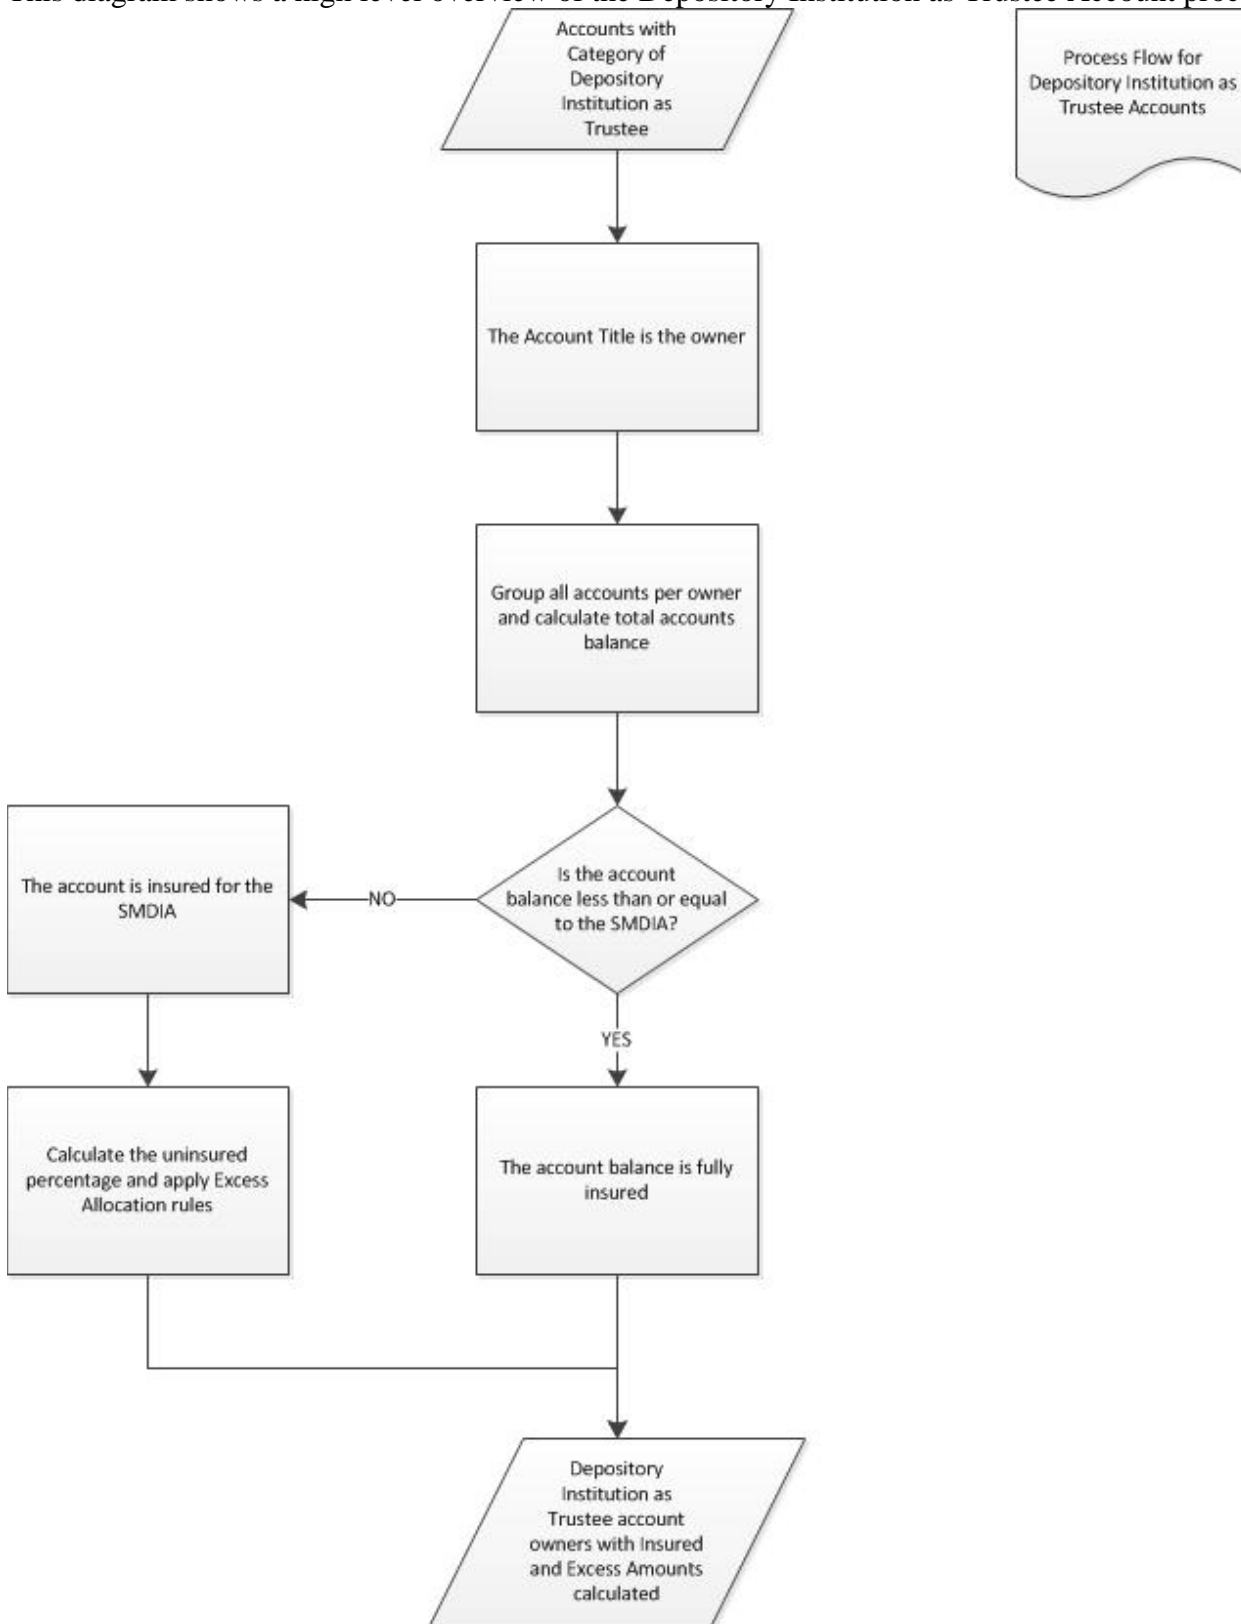 This diagram shows a high level overview of the Depository Institution as Trustee Account
Accounts with
Category of
Depository
Institution as
Trustee
Process Flow for
Depository Institution as
Trustee Accounts
The Account Title is the owner
Group all accounts per owner
and calculate total accounts
balance
Is the account
balance less than or equal
to the SMDIA?
NO
The account is insured for the
SMDIA
YES
Calculate the uninsured
percentage and apply Excess
Allocation rules
The account balance is fully
insured
Depository
Institution as
Trustee account
owners with Insured
and Excess Amounts
calculated